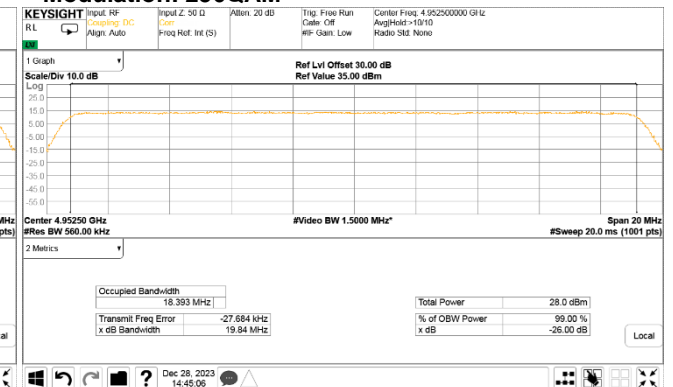 Modulation: 256QAM
KEYSIGHT Input: RF Input Z: 50 Ω Atten: 20 dB Trig: Free Run Center Freq: 4.952500000 GHz
RL Coupling: DC Corr Gate: Off Avg|Hold:>10/10
Align: Auto Freq Ref: Int (S) #IF Gain: Low Radio Std: None
LXI
1 Graph
Ref Lvl Offset 30.00 dB
Scale/Div 10.0 dB Ref Value 35.00 dBm
Log
25.0
15.0
5.00
-5.00
-15.0
-25.0
-35.0
-45.0
-55.0
MHz Center 4.95250 GHz #Video BW 1.5000 MHz* Span 20 MHz
pts) #Res BW 560.00 kHz #Sweep 20.0 ms (1001 pts)
2 Metrics
Occupied Bandwidth
18.393 MHz Total Power 28.0 dBm
Transmit Freq Error -27.684 kHz % of OBW Power 99.00 %
x dB Bandwidth 19.84 MHz x dB -26.00 dB
al Local
? Dec 28, 2023
14:45:06